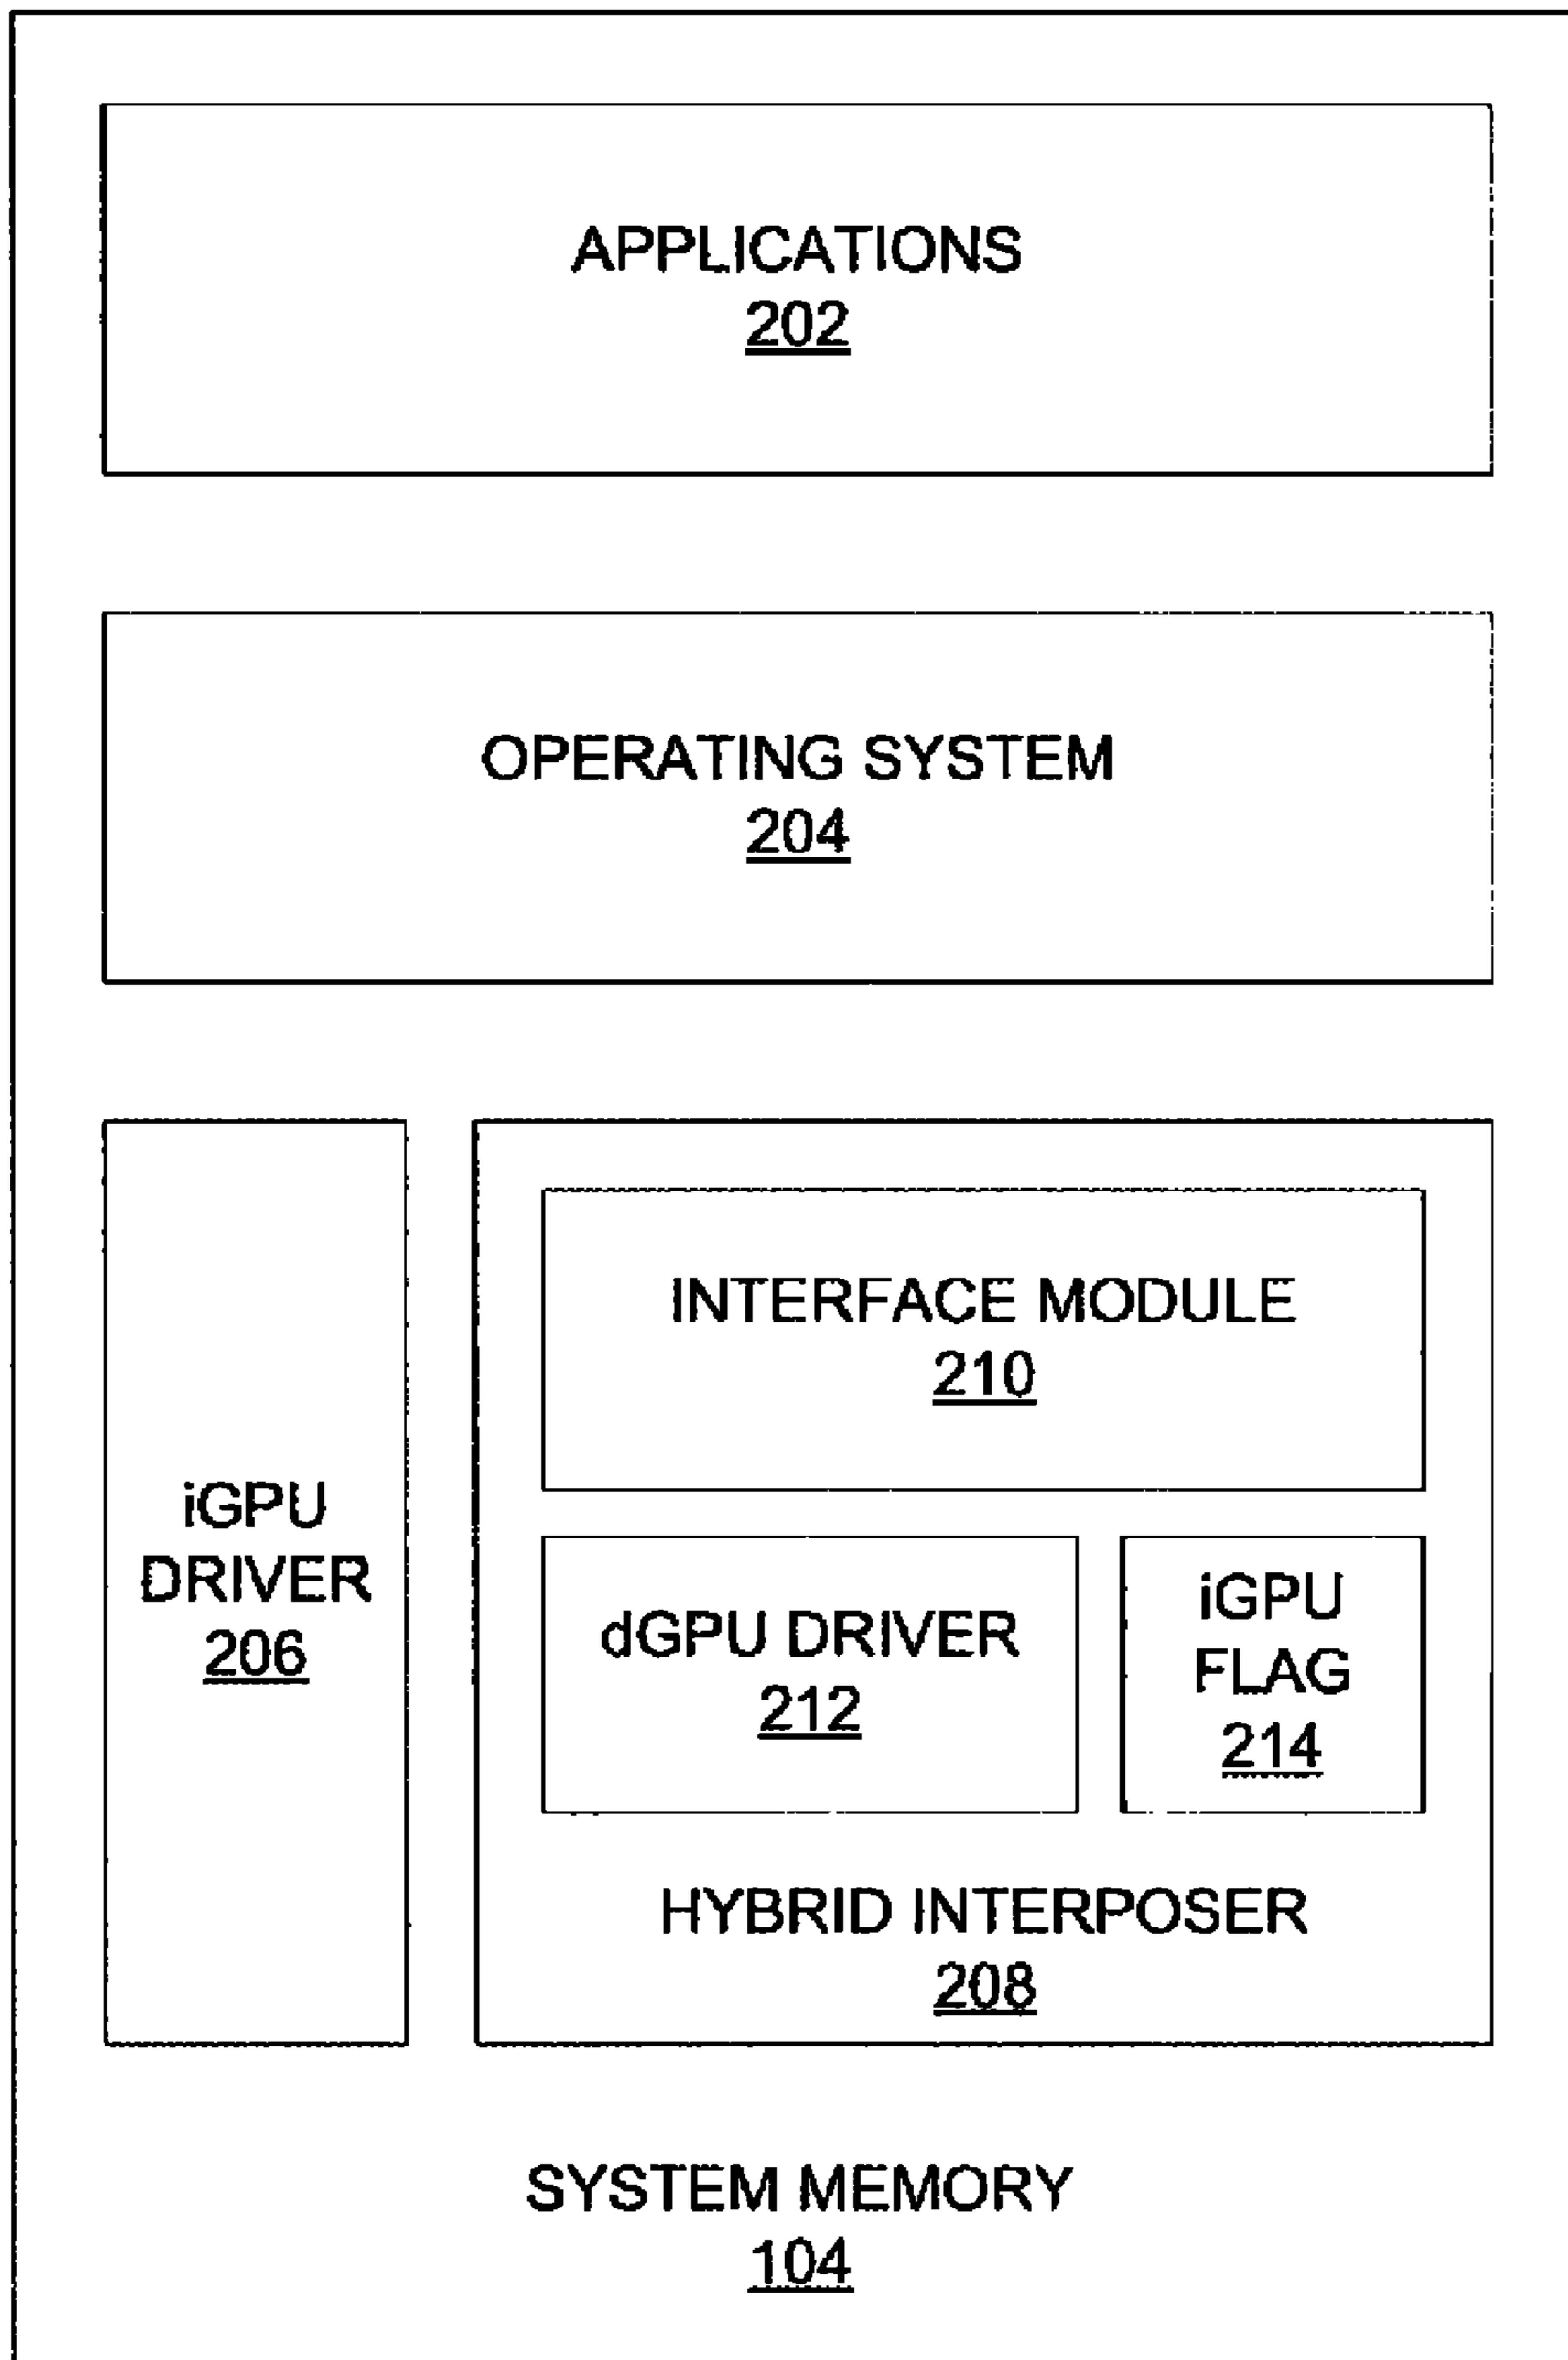 APPLICATIONS
202
OPERATING SYSTEM
204
iGPU
DRIVER
206
INTERFACE MODULE
210
dGPU DRIVER
212
iGPU
FLAG
214
HYBRID INTERPOSER
208
SYSTEM MEMORY
104